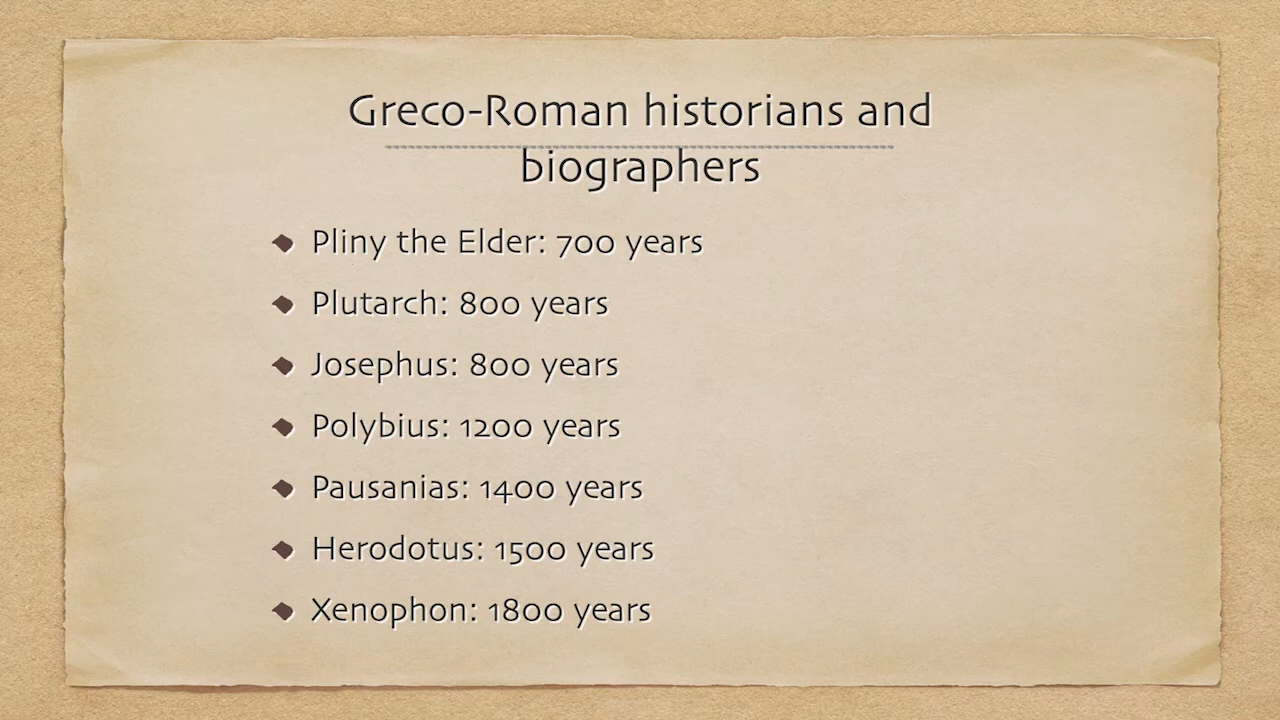 Greco-Roman historians and
biographers
Pliny the Elder: 700 years
Plutarch: 800 years
Josephus: 800 years
Polybius: 1200 years
Pausanias: 1400 years
Herodotus: 1500 years
Xenophon: 1800 years